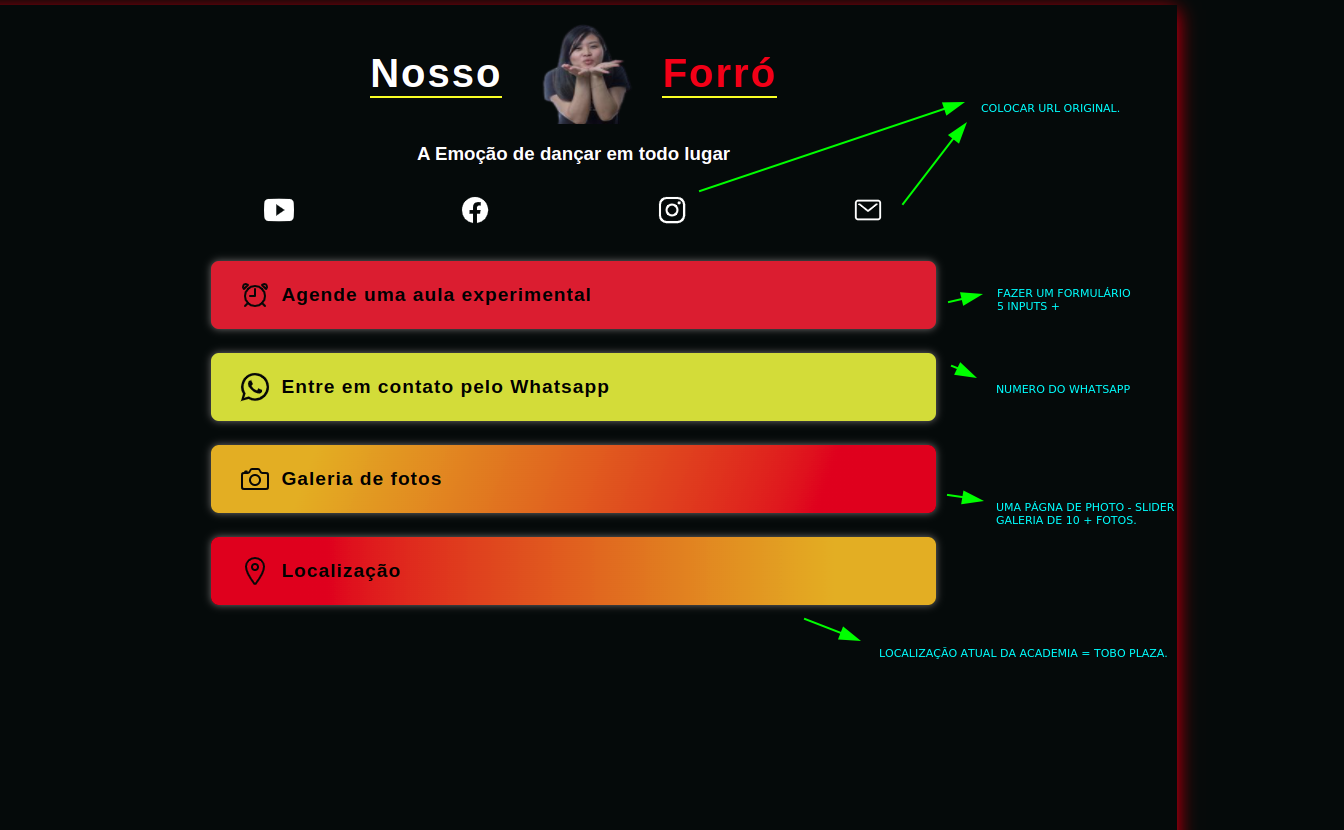 Nosso Forró
COLOCAR URL ORIGINAL.
A Emoção de dançar em todo lugar
Agende uma aula experimental
FAZER UM FORMULÁRIO
5 INPUTS +
Entre em contato pelo Whatsapp
NUMERO DO WHATSAPP
Galeria de fotos
UMA PÁGNA DE PHOTO - SLIDER
GALERIA DE 10 + FOTOS.
Localização
LOCALIZAÇÃO ATUAL DA ACADEMIA = TOBO PLAZA.